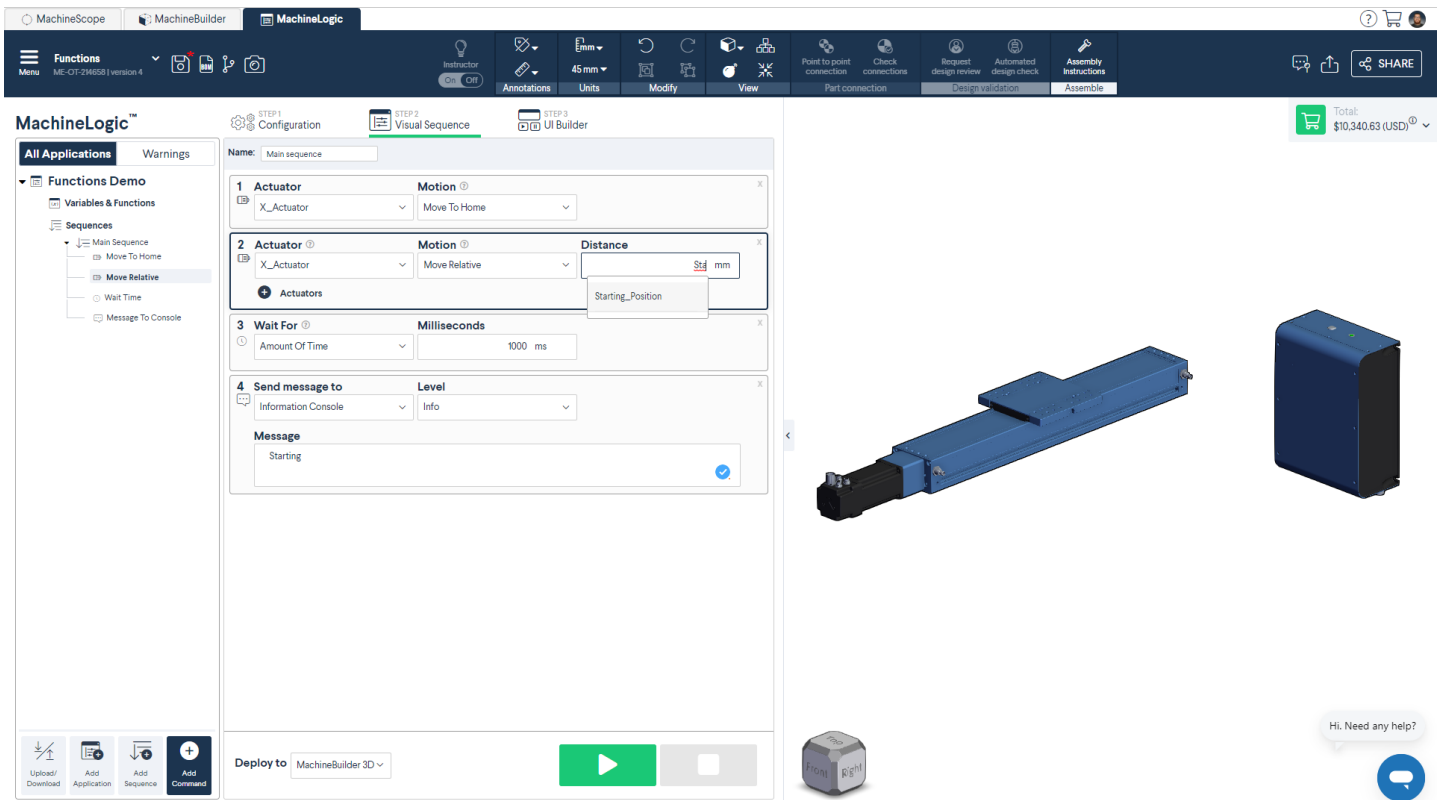 MachineScope
MachineBuilder
MachineLogic
?
Menu
Functions
ME-OT-214658 | version 4
BOM
Instructor
On Off
mm
45 mm
Annotations
Units
Modify
View
Point to point
connection
Check
connections
Part connection
Request
design review
Automated
design check
Design validation
Assembly
Instructions
Assemble
SHARE
MachineLogic™
STEP 1
Configuration
STEP 2
Visual Sequence
STEP 3
UI Builder
Total:
$10,340.63 (USD)
All Applications
Warnings
Functions Demo
Variables & Functions
Sequences
Main Sequence
Move To Home
Move Relative
Wait Time
Message To Console
Name: Main sequence
1 Actuator
Motion ?
x
X_Actuator
Move To Home
2 Actuator ?
Motion ?
Distance
x
X_Actuator
Move Relative
Sta mm
Starting_Position
+ Actuators
3 Wait For ?
Milliseconds
x
Amount Of Time
1000 ms
4 Send message to
Level
x
Information Console
Info
Message
Starting
Upload/
Download
Add
Application
Add
Sequence
Add
Command
Deploy to MachineBuilder 3D
Top
Front
Right
Hi. Need any help?